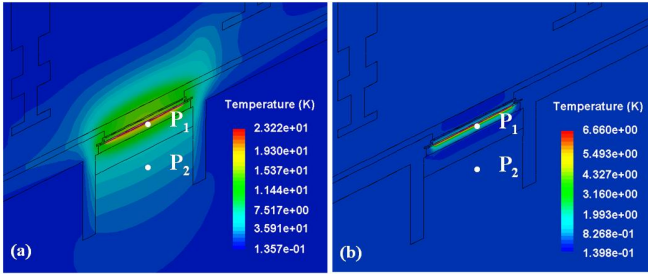 Temperature (K)
2.322e+01
1.930e+01
1.537e+01
1.144e+01
7.517e+00
3.591e+00
1.357e-01
P1
P2
(a)
Temperature (K)
6.660e+00
5.493e+00
4.327e+00
3.160e+00
1.993e+00
8.268e-01
1.398e-01
P1
P2
(b)